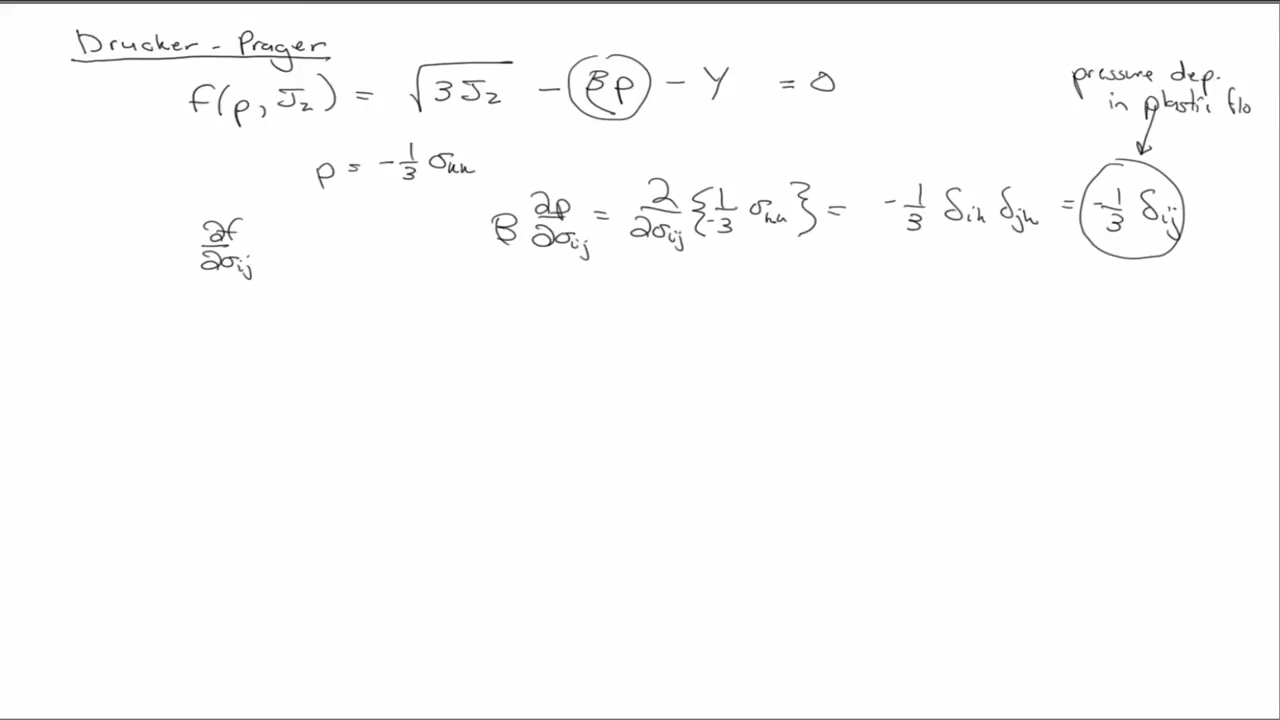 Drucker - Prager
f(p, J₂) = √3J₂ - Bp - Y = 0
pressure dep.
in plastic flo
p = -1/3 σₖₖ
B ∂p/∂σᵢⱼ = ∂/∂σᵢⱼ {-1/3 σₖₖ} = -1/3 δᵢₖ δⱼₖ = -1/3 δᵢⱼ
∂f/∂σᵢⱼ